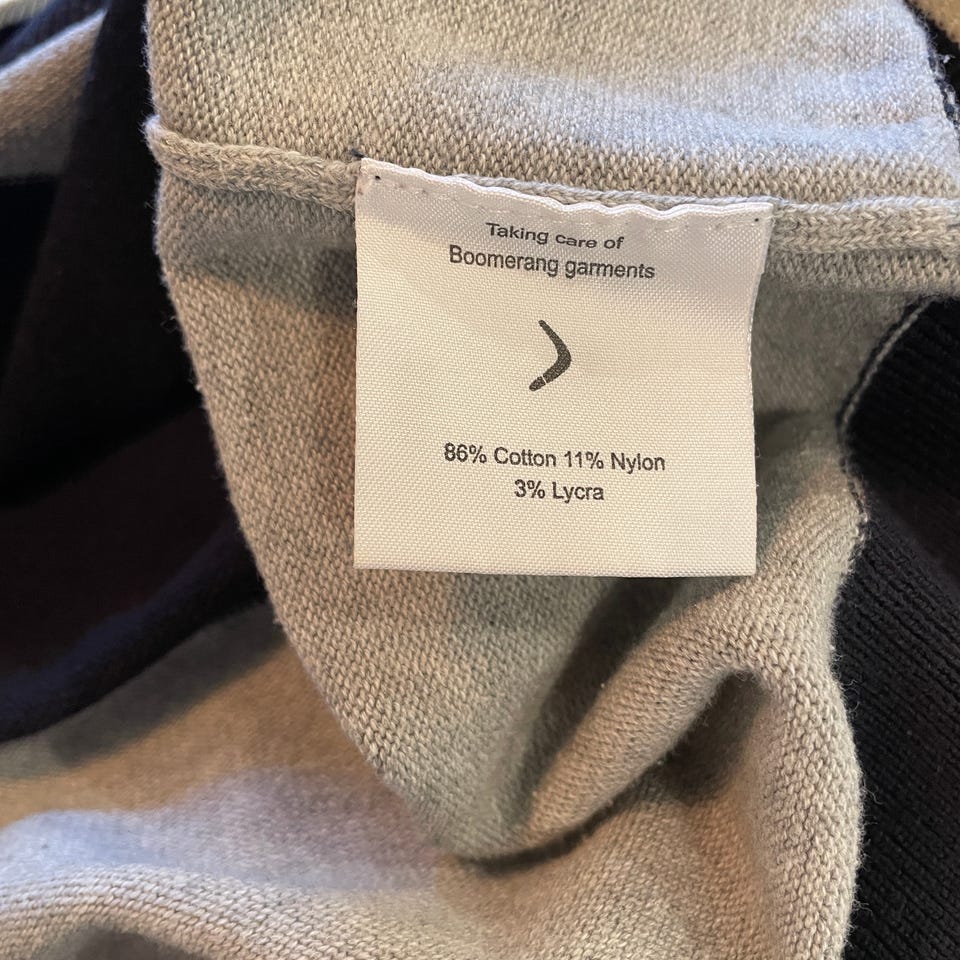 Taking care of
Boomerang garments
86% Cotton 11% Nylon
3% Lycra